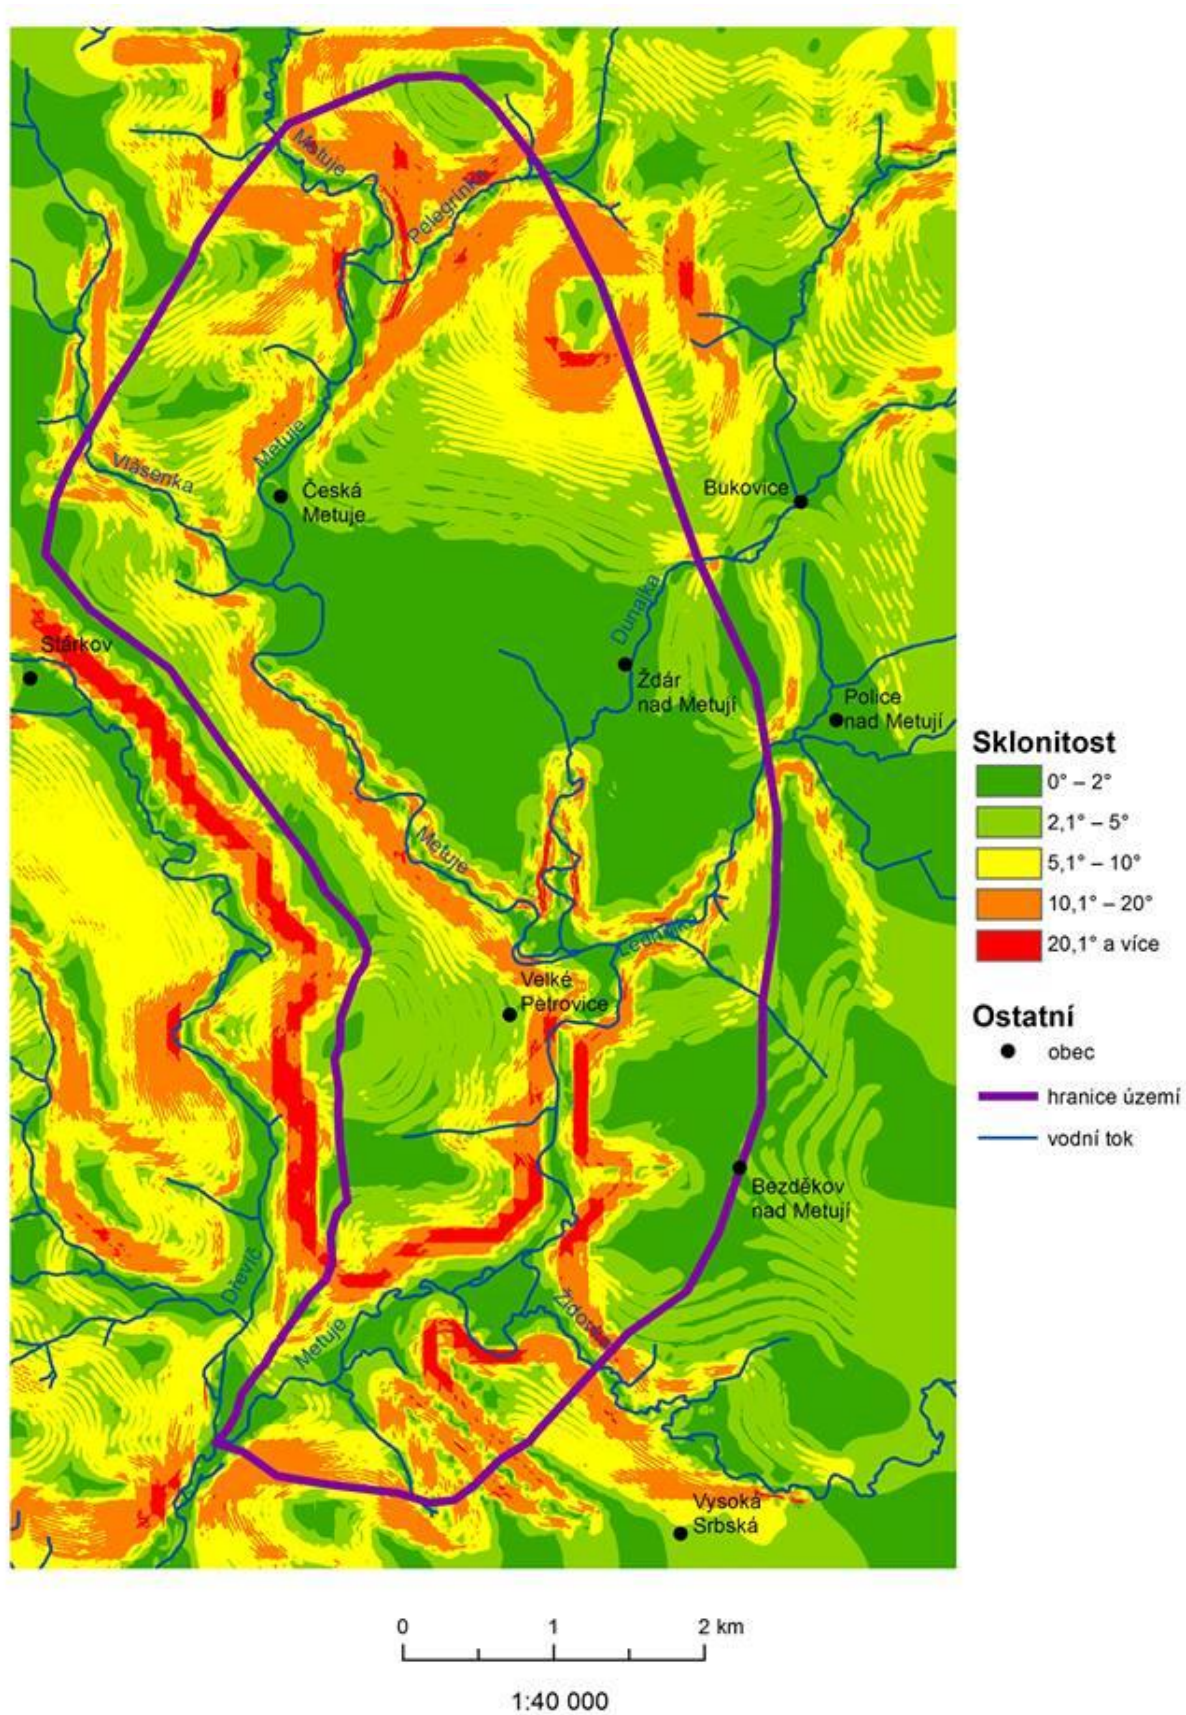 Metuje
Pelegrinka
Metuje
Vlásenka
Česká
Metuje
Bukovice
Dunajka
Stárkov
Ždár
nad Metují
Police
nad Metují
Metuje
Ledhujka
Velké
Petrovice
Bezděkov
nad Metují
Dřevíč
Židovka
Metuje
Vysoká
Srbská
Sklonitost
0° – 2°
2,1° – 5°
5,1° – 10°
10,1° – 20°
20,1° a více
Ostatní
obec
hranice území
vodní tok
0 1 2 km
1:40 000